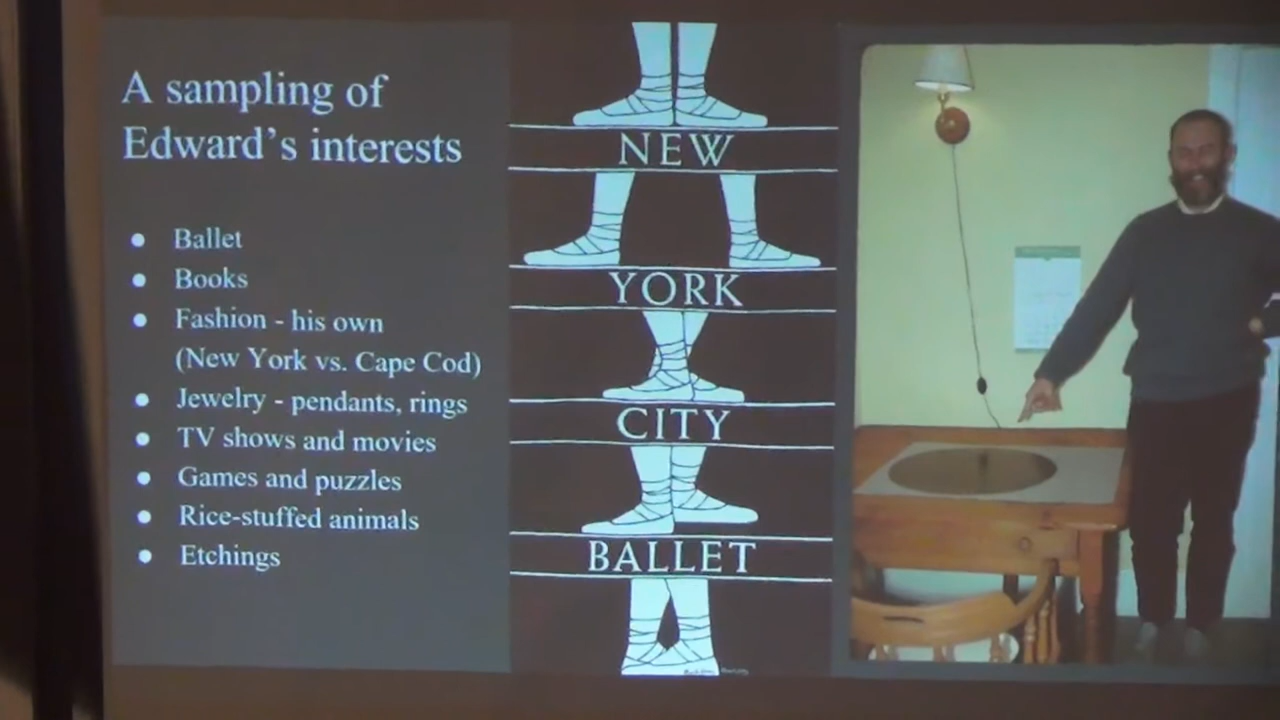 A sampling of
Edward's interests
● Ballet
● Books
● Fashion - his own
(New York vs. Cape Cod)
● Jewelry - pendants, rings
● TV shows and movies
● Games and puzzles
● Rice-stuffed animals
● Etchings
NEW
YORK
CITY
BALLET